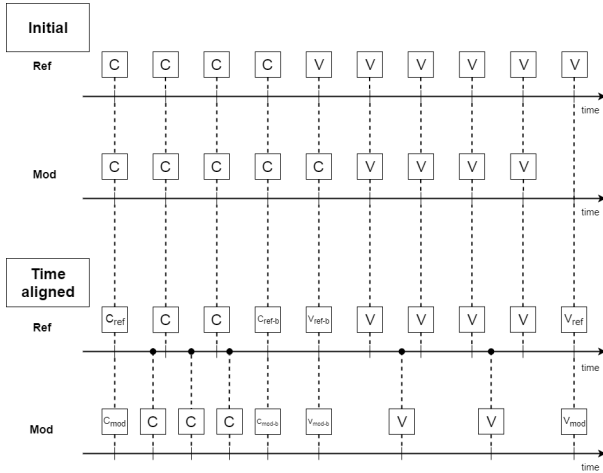 Initial
Ref
C C C C V V V V V V
time
Mod
C C C C C V V V V
time
Time
aligned
Ref
Cref C C Cref-b Vref-b V V V V Vref
time
Mod
Cmod C C C Cmod-b Vmod-b V V Vmod
time